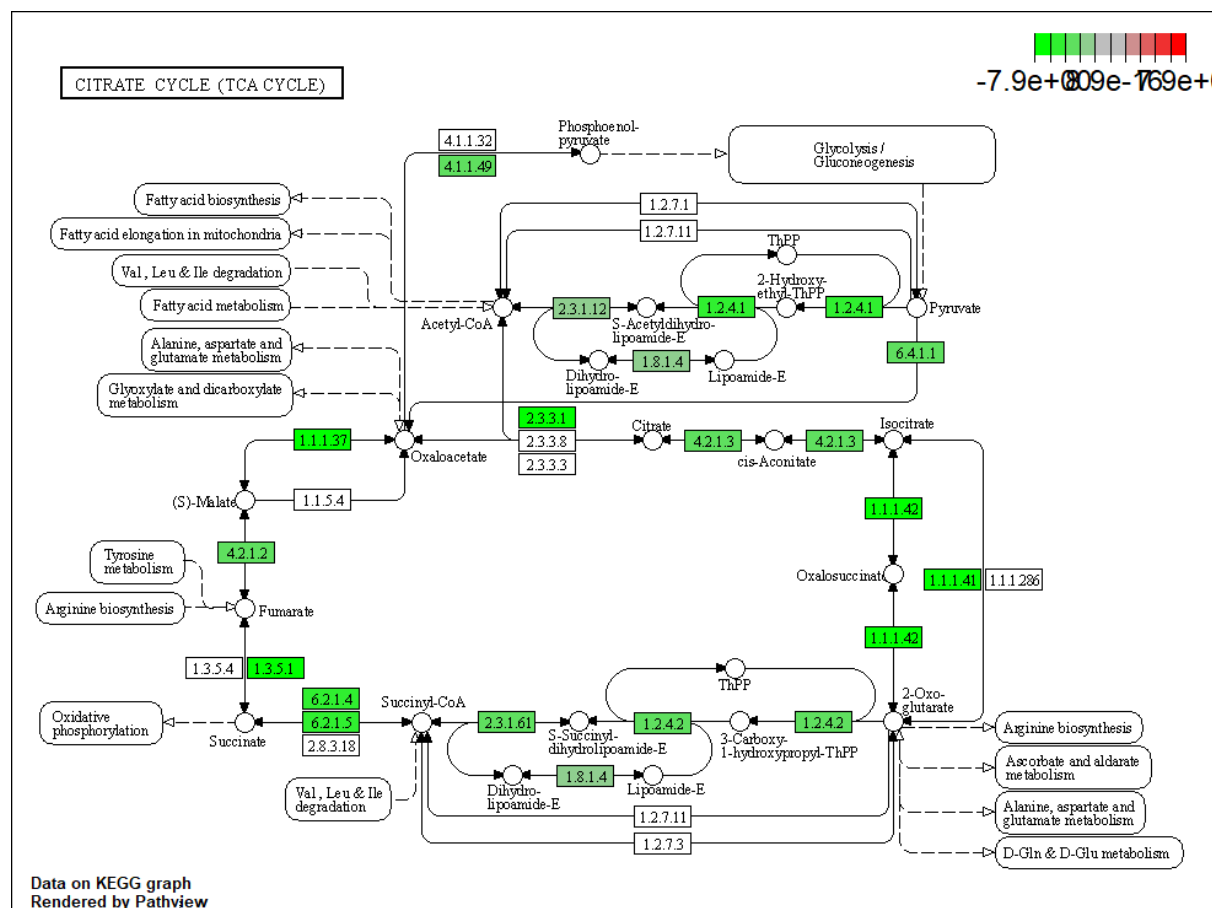 CITRATE CYCLE (TCA CYCLE)
-7.9e+00
8.9e-16
7.9e+0
Phosphoenol-
pyruvate
4.1.1.32
4.1.1.49
Glycolysis /
Gluconeogenesis
Fatty acid biosynthesis
Fatty acid elongation in mitochondria
Val, Leu & Ile degradation
Fatty acid metabolism
Alanine, aspartate and
glutamate metabolism
Glyoxylate and dicarboxylate
metabolism
1.2.7.1
1.2.7.11
ThPP
2-Hydroxy-
ethyl-ThPP
Acetyl-CoA
2.3.1.12
S-Acetyldihydro-
lipoamide-E
1.2.4.1
1.2.4.1
Pyruvate
Dihydro-
lipoamide-E
1.8.1.4
Lipoamide-E
6.4.1.1
1.1.1.37
Oxaloacetate
2.3.3.1
2.3.3.8
2.3.3.3
Citrate
4.2.1.3
cis-Aconitate
4.2.1.3
Isocitrate
(S)-Malate
1.1.5.4
1.1.1.42
Tyrosine
metabolism
4.2.1.2
Oxalosuccinate
1.1.1.41
1.1.1.286
Arginine biosynthesis
Fumarate
1.1.1.42
1.3.5.4
1.3.5.1
ThPP
2-Oxo-
glutarate
Oxidative
phosphorylation
Succinate
6.2.1.4
6.2.1.5
2.8.3.18
Succinyl-CoA
2.3.1.61
S-Succinyl-
dihydrolipoamide-E
1.2.4.2
3-Carboxy-
1-hydroxypropyl-ThPP
1.2.4.2
Arginine biosynthesis
Ascorbate and aldarate
metabolism
Alanine, aspartate and
glutamate metabolism
D-Gln & D-Glu metabolism
Val, Leu & Ile
degradation
Dihydro-
lipoamide-E
1.8.1.4
Lipoamide-E
1.2.7.11
1.2.7.3
Data on KEGG graph
Rendered by Pathview